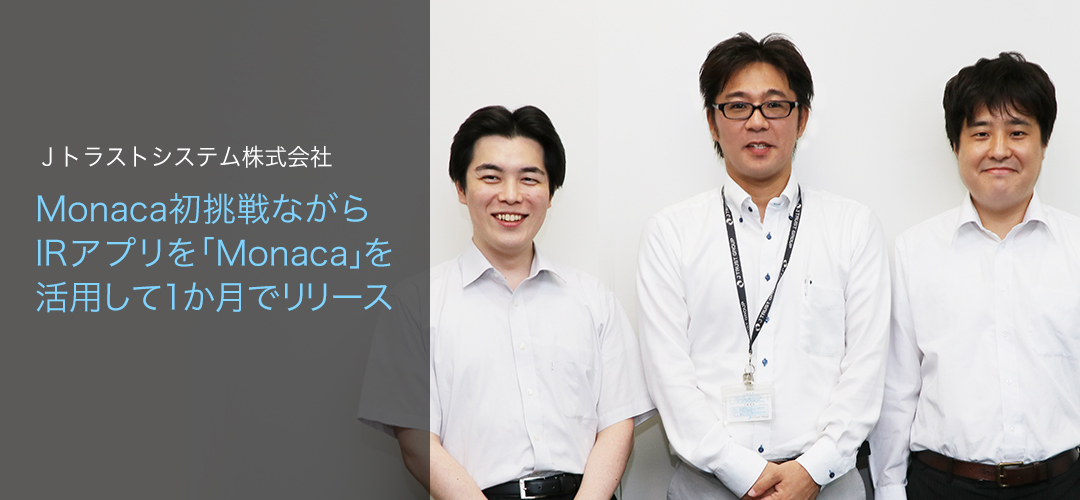 Ｊトラストシステム株式会社
Monaca初挑戦ながら
IRアプリを「Monaca」を
活用して1か月でリリース